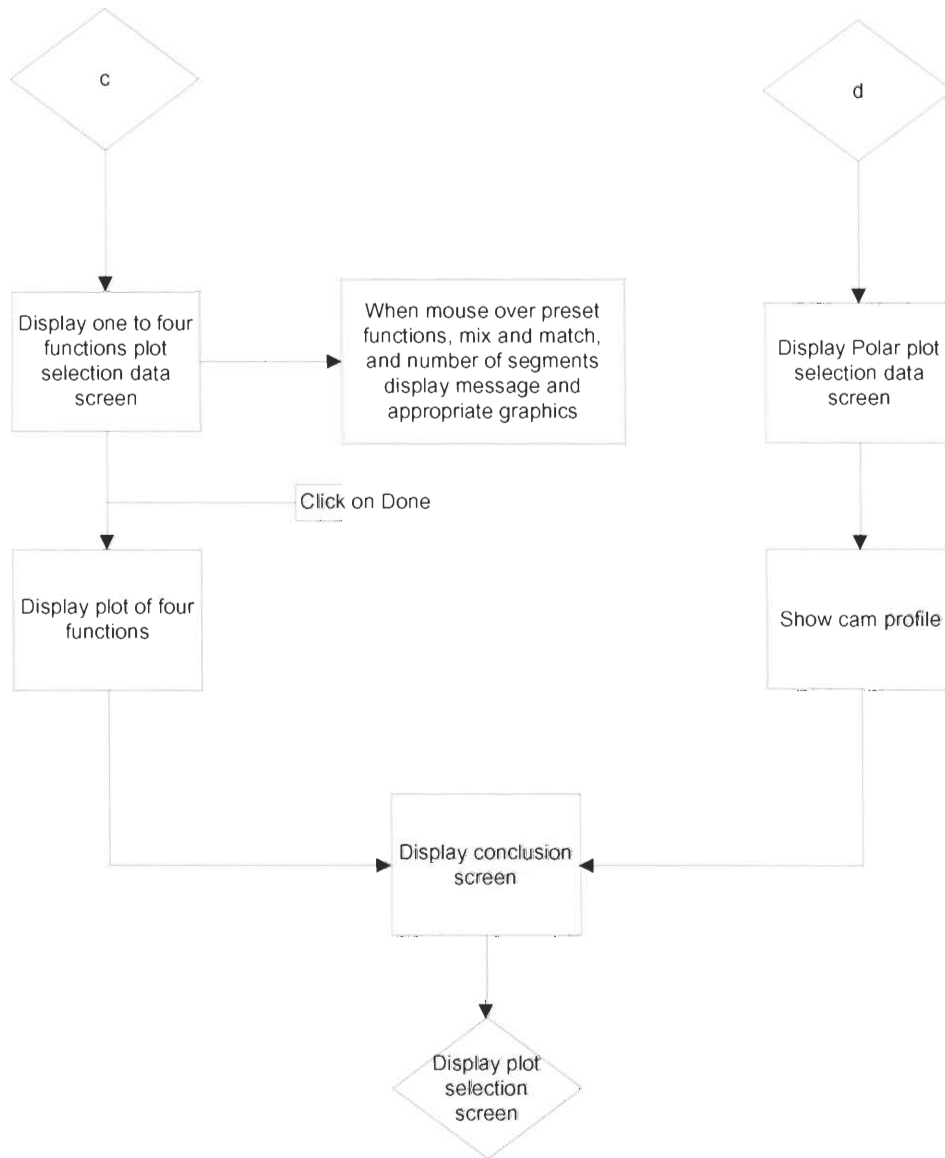 c
d
Display one to four
functions plot
selection data
screen
When mouse over preset
functions, mix and match,
and number of segments
display message and
appropriate graphics
Display Polar plot
selection data
screen
Click on Done
Display plot of four
functions
Show cam profile
Display conclusion
screen
Display plot
selection
screen